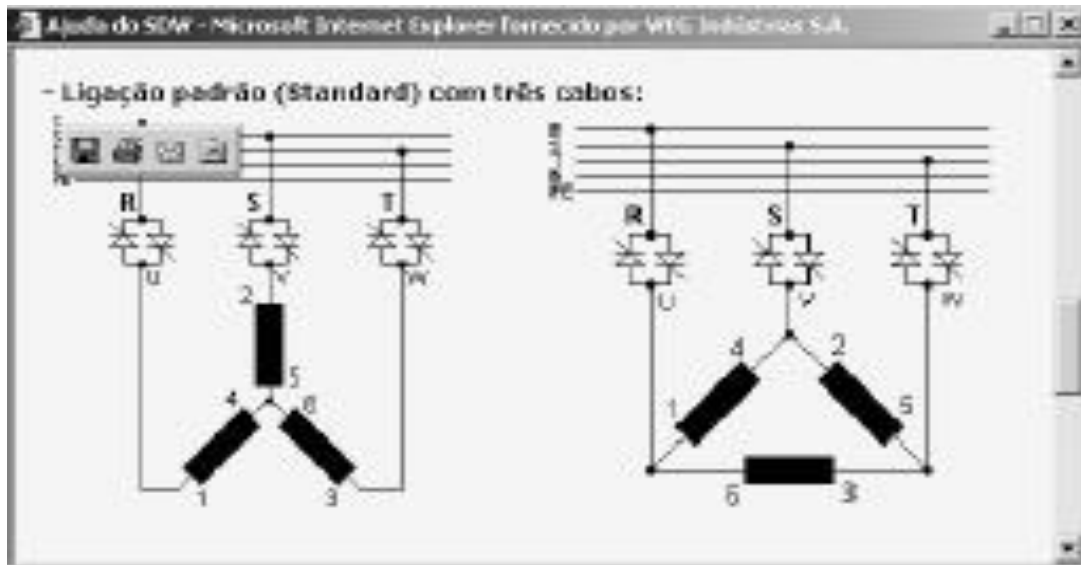 Ajuda do SDW - Microsoft Internet Explorer fornecido por WEG Indústrias S.A.
- Ligação padrão (Standard) com três cabos:
R S T
R S T
U V W
U V W
2
5
4 6
1 3
4 2
1 5
6 3